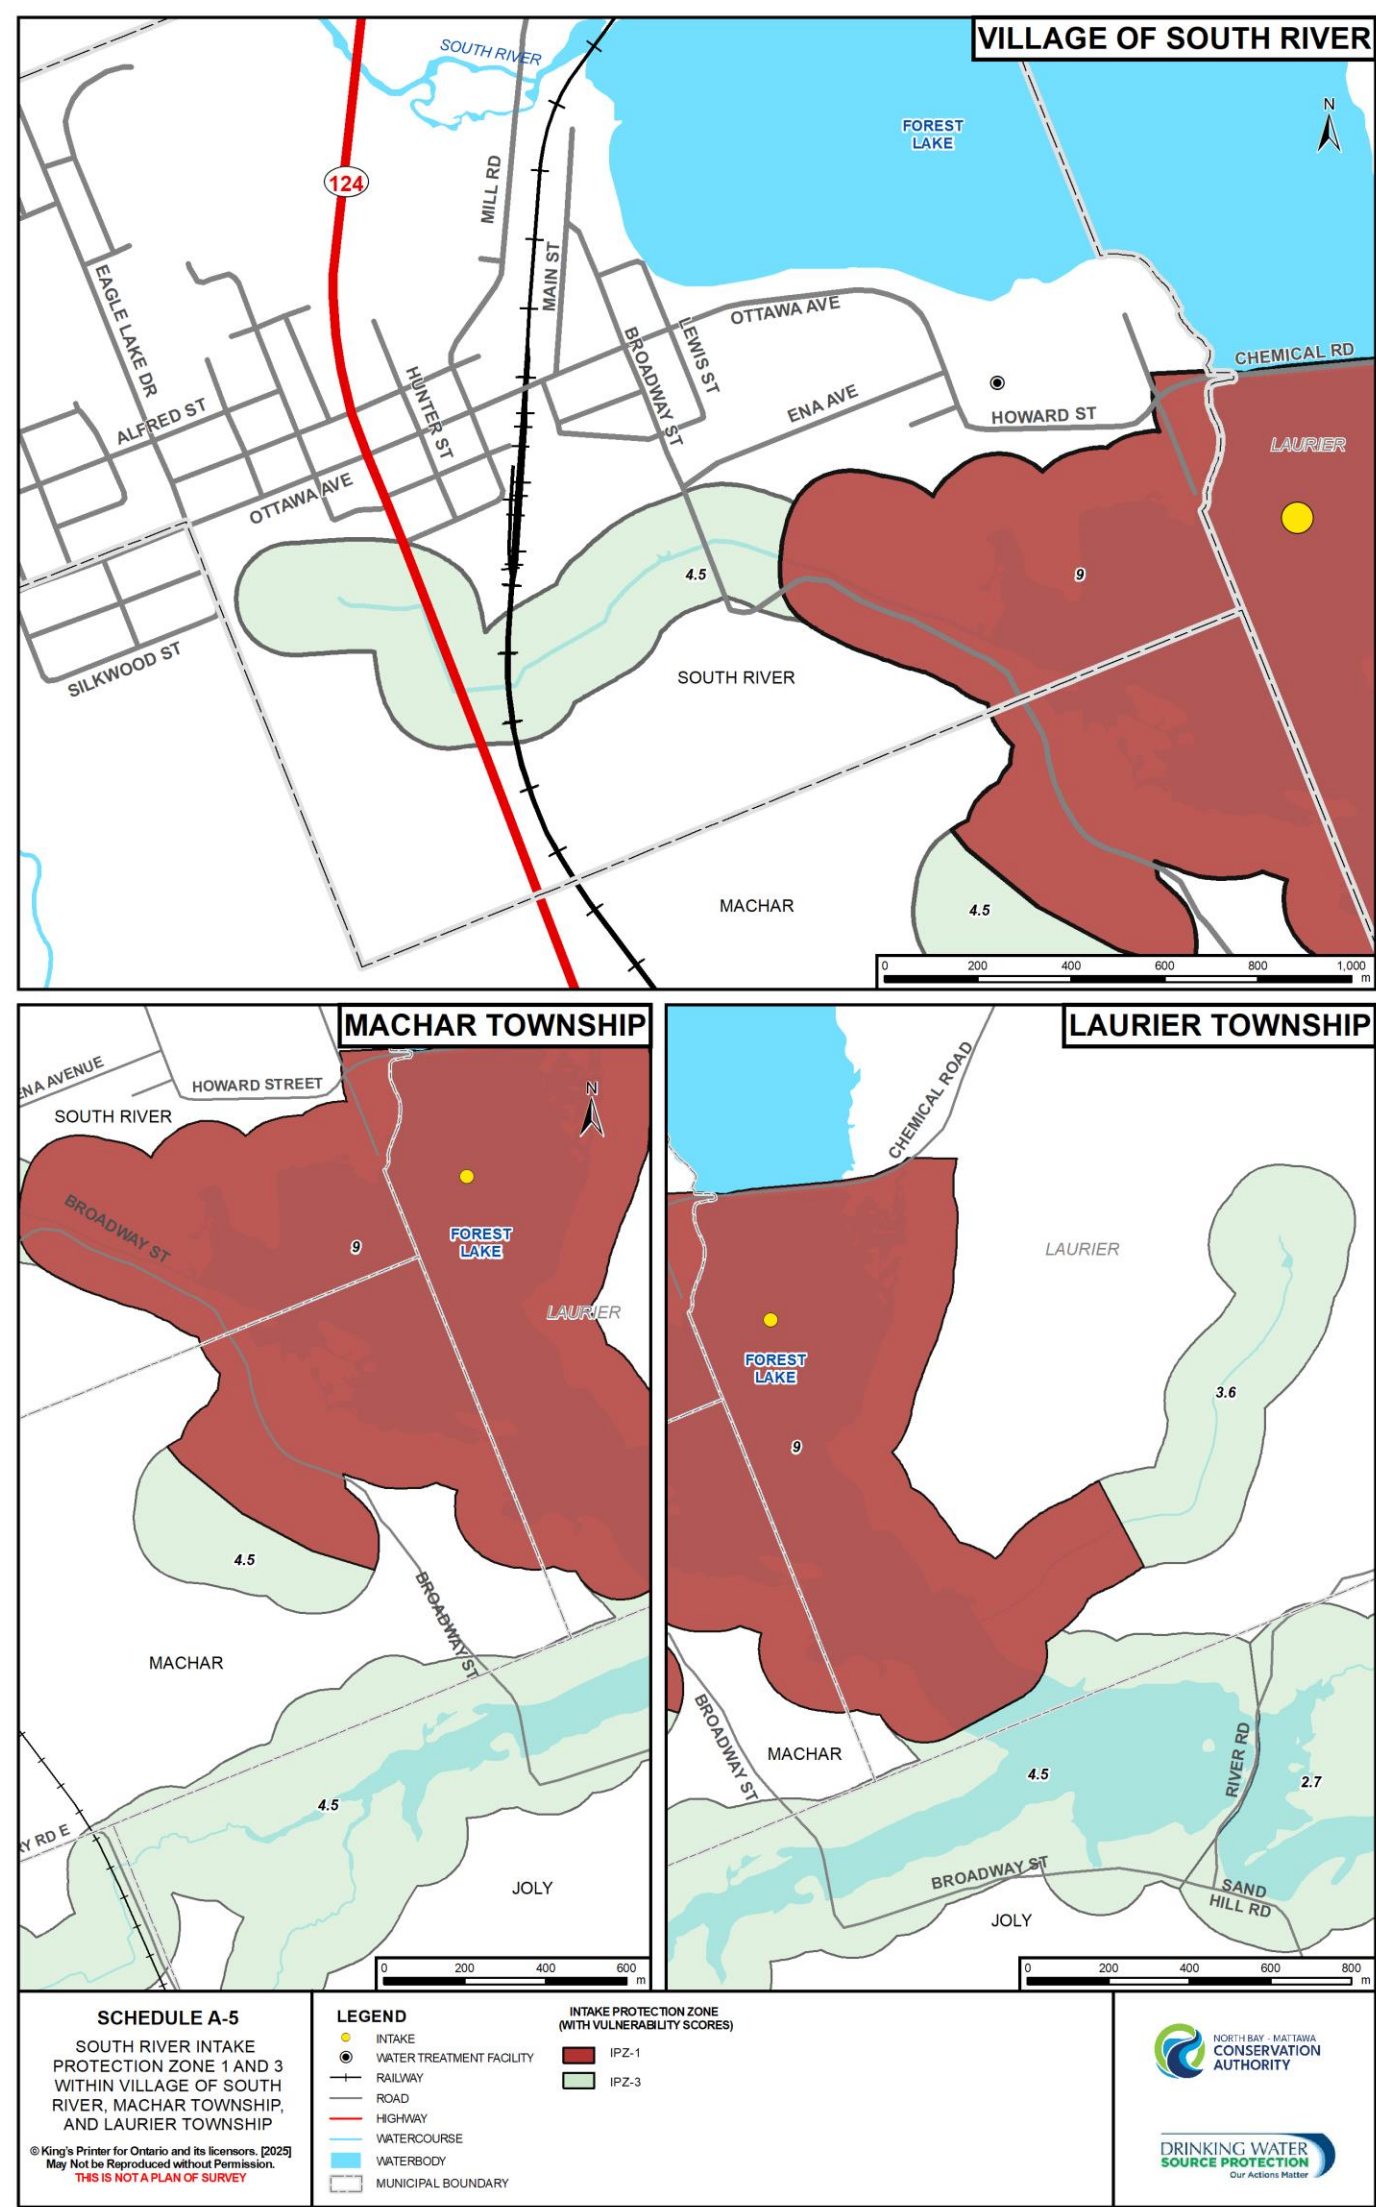 VILLAGE OF SOUTH RIVER
SOUTH RIVER
FOREST
LAKE
N
124
MILL RD
MAIN ST
EAGLE LAKE DR
OTTAWA AVE
LEWIS ST
BROADWAY ST
CHEMICAL RD
HUNTER ST
ENA AVE
HOWARD ST
ALFRED ST
LAURIER
OTTAWA AVE
4.5
9
SILKWOOD ST
SOUTH RIVER
MACHAR
4.5
0 200 400 600 800 1,000
m
MACHAR TOWNSHIP
ENA AVENUE
HOWARD STREET
N
SOUTH RIVER
BROADWAY ST
9
FOREST
LAKE
LAURIER
4.5
BROADWAY ST
MACHAR
4.5
RY RD E
JOLY
0 200 400 600
m
LAURIER TOWNSHIP
CHEMICAL ROAD
LAURIER
FOREST
LAKE
3.6
9
BROADWAY ST
MACHAR
4.5
RIVER RD
2.7
BROADWAY ST
SAND
HILL RD
JOLY
0 200 400 600 800
m
SCHEDULE A-5
SOUTH RIVER INTAKE
PROTECTION ZONE 1 AND 3
WITHIN VILLAGE OF SOUTH
RIVER, MACHAR TOWNSHIP,
AND LAURIER TOWNSHIP
© King's Printer for Ontario and its licensors. [2025]
May Not be Reproduced without Permission.
THIS IS NOT A PLAN OF SURVEY
LEGEND
INTAKE
WATER TREATMENT FACILITY
RAILWAY
ROAD
HIGHWAY
WATERCOURSE
WATERBODY
MUNICIPAL BOUNDARY
INTAKE PROTECTION ZONE
(WITH VULNERABILITY SCORES)
IPZ-1
IPZ-3
NORTH BAY - MATTAWA
CONSERVATION
AUTHORITY
DRINKING WATER
SOURCE PROTECTION
Our Actions Matter